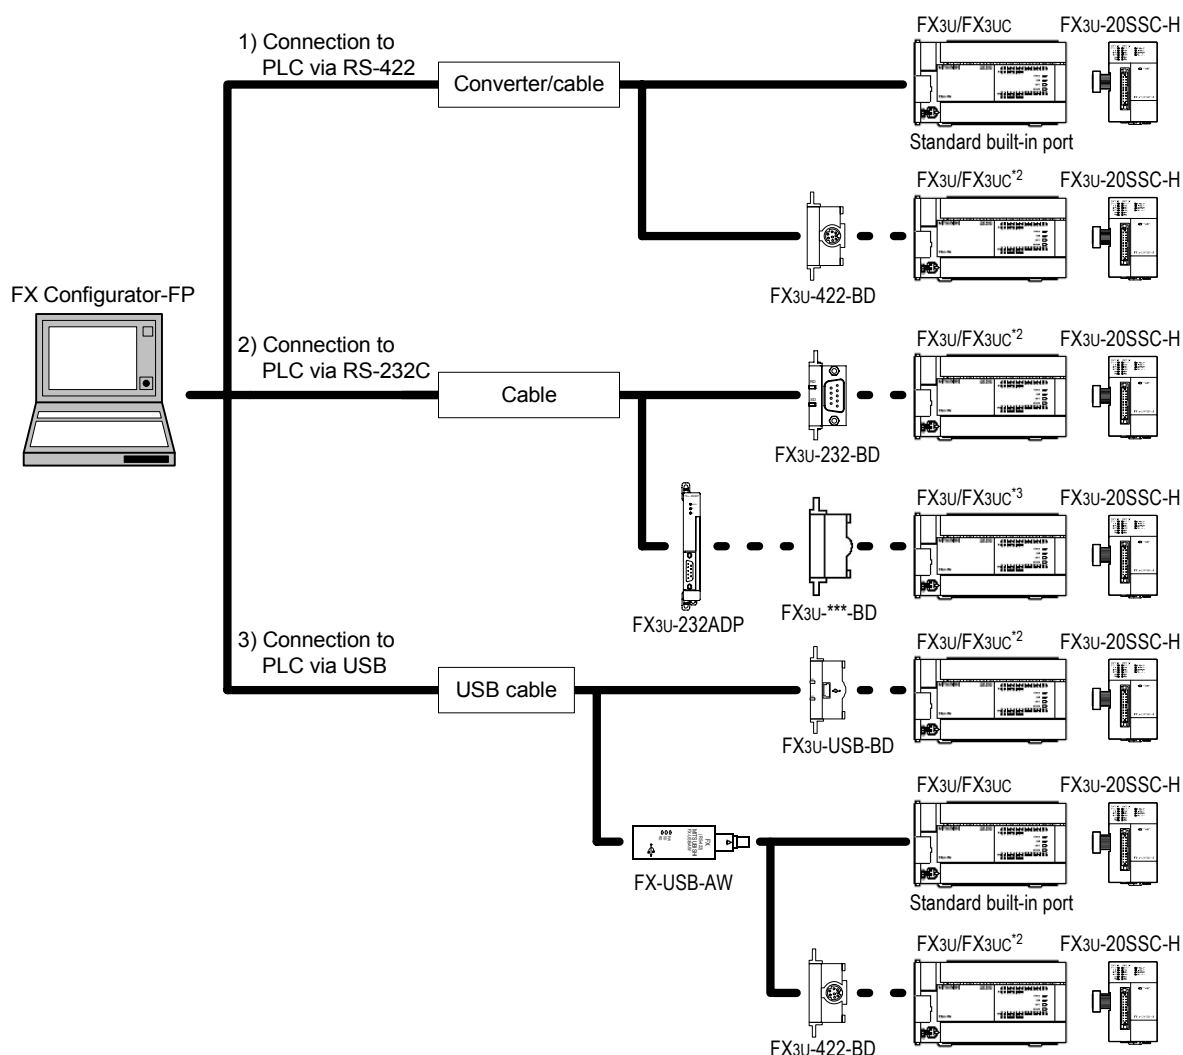 FX3U/FX3UC FX3U-20SSC-H
1) Connection to
PLC via RS-422
Converter/cable
Standard built-in port
FX3U/FX3UC*2 FX3U-20SSC-H
FX3U-422-BD
FX Configurator-FP
2) Connection to
PLC via RS-232C
Cable
FX3U/FX3UC*2 FX3U-20SSC-H
FX3U-232-BD
FX3U/FX3UC*3 FX3U-20SSC-H
FX3U-232ADP
FX3U-***-BD
3) Connection to
PLC via USB
USB cable
FX3U/FX3UC*2 FX3U-20SSC-H
FX3U-USB-BD
FX3U/FX3UC FX3U-20SSC-H
FX-USB-AW
Standard built-in port
FX3U/FX3UC*2 FX3U-20SSC-H
FX3U-422-BD